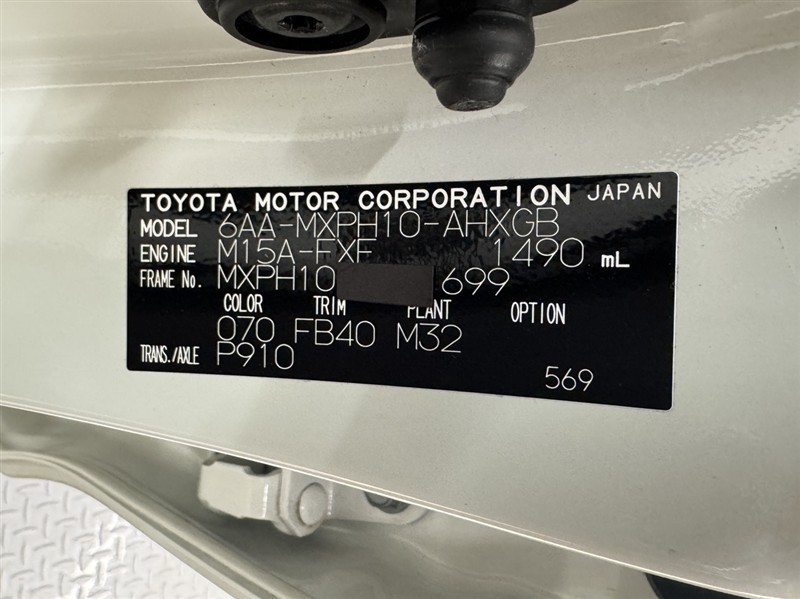 TOYOTA MOTOR CORPORATION JAPAN
MODEL 6AA-MXPH10-AHXGB
ENGINE M15A-FXF 1490 mL
FRAME No. MXPH10 699
COLOR TRIM PLANT OPTION
070 FB40 M32
TRANS./AXLE P910
569